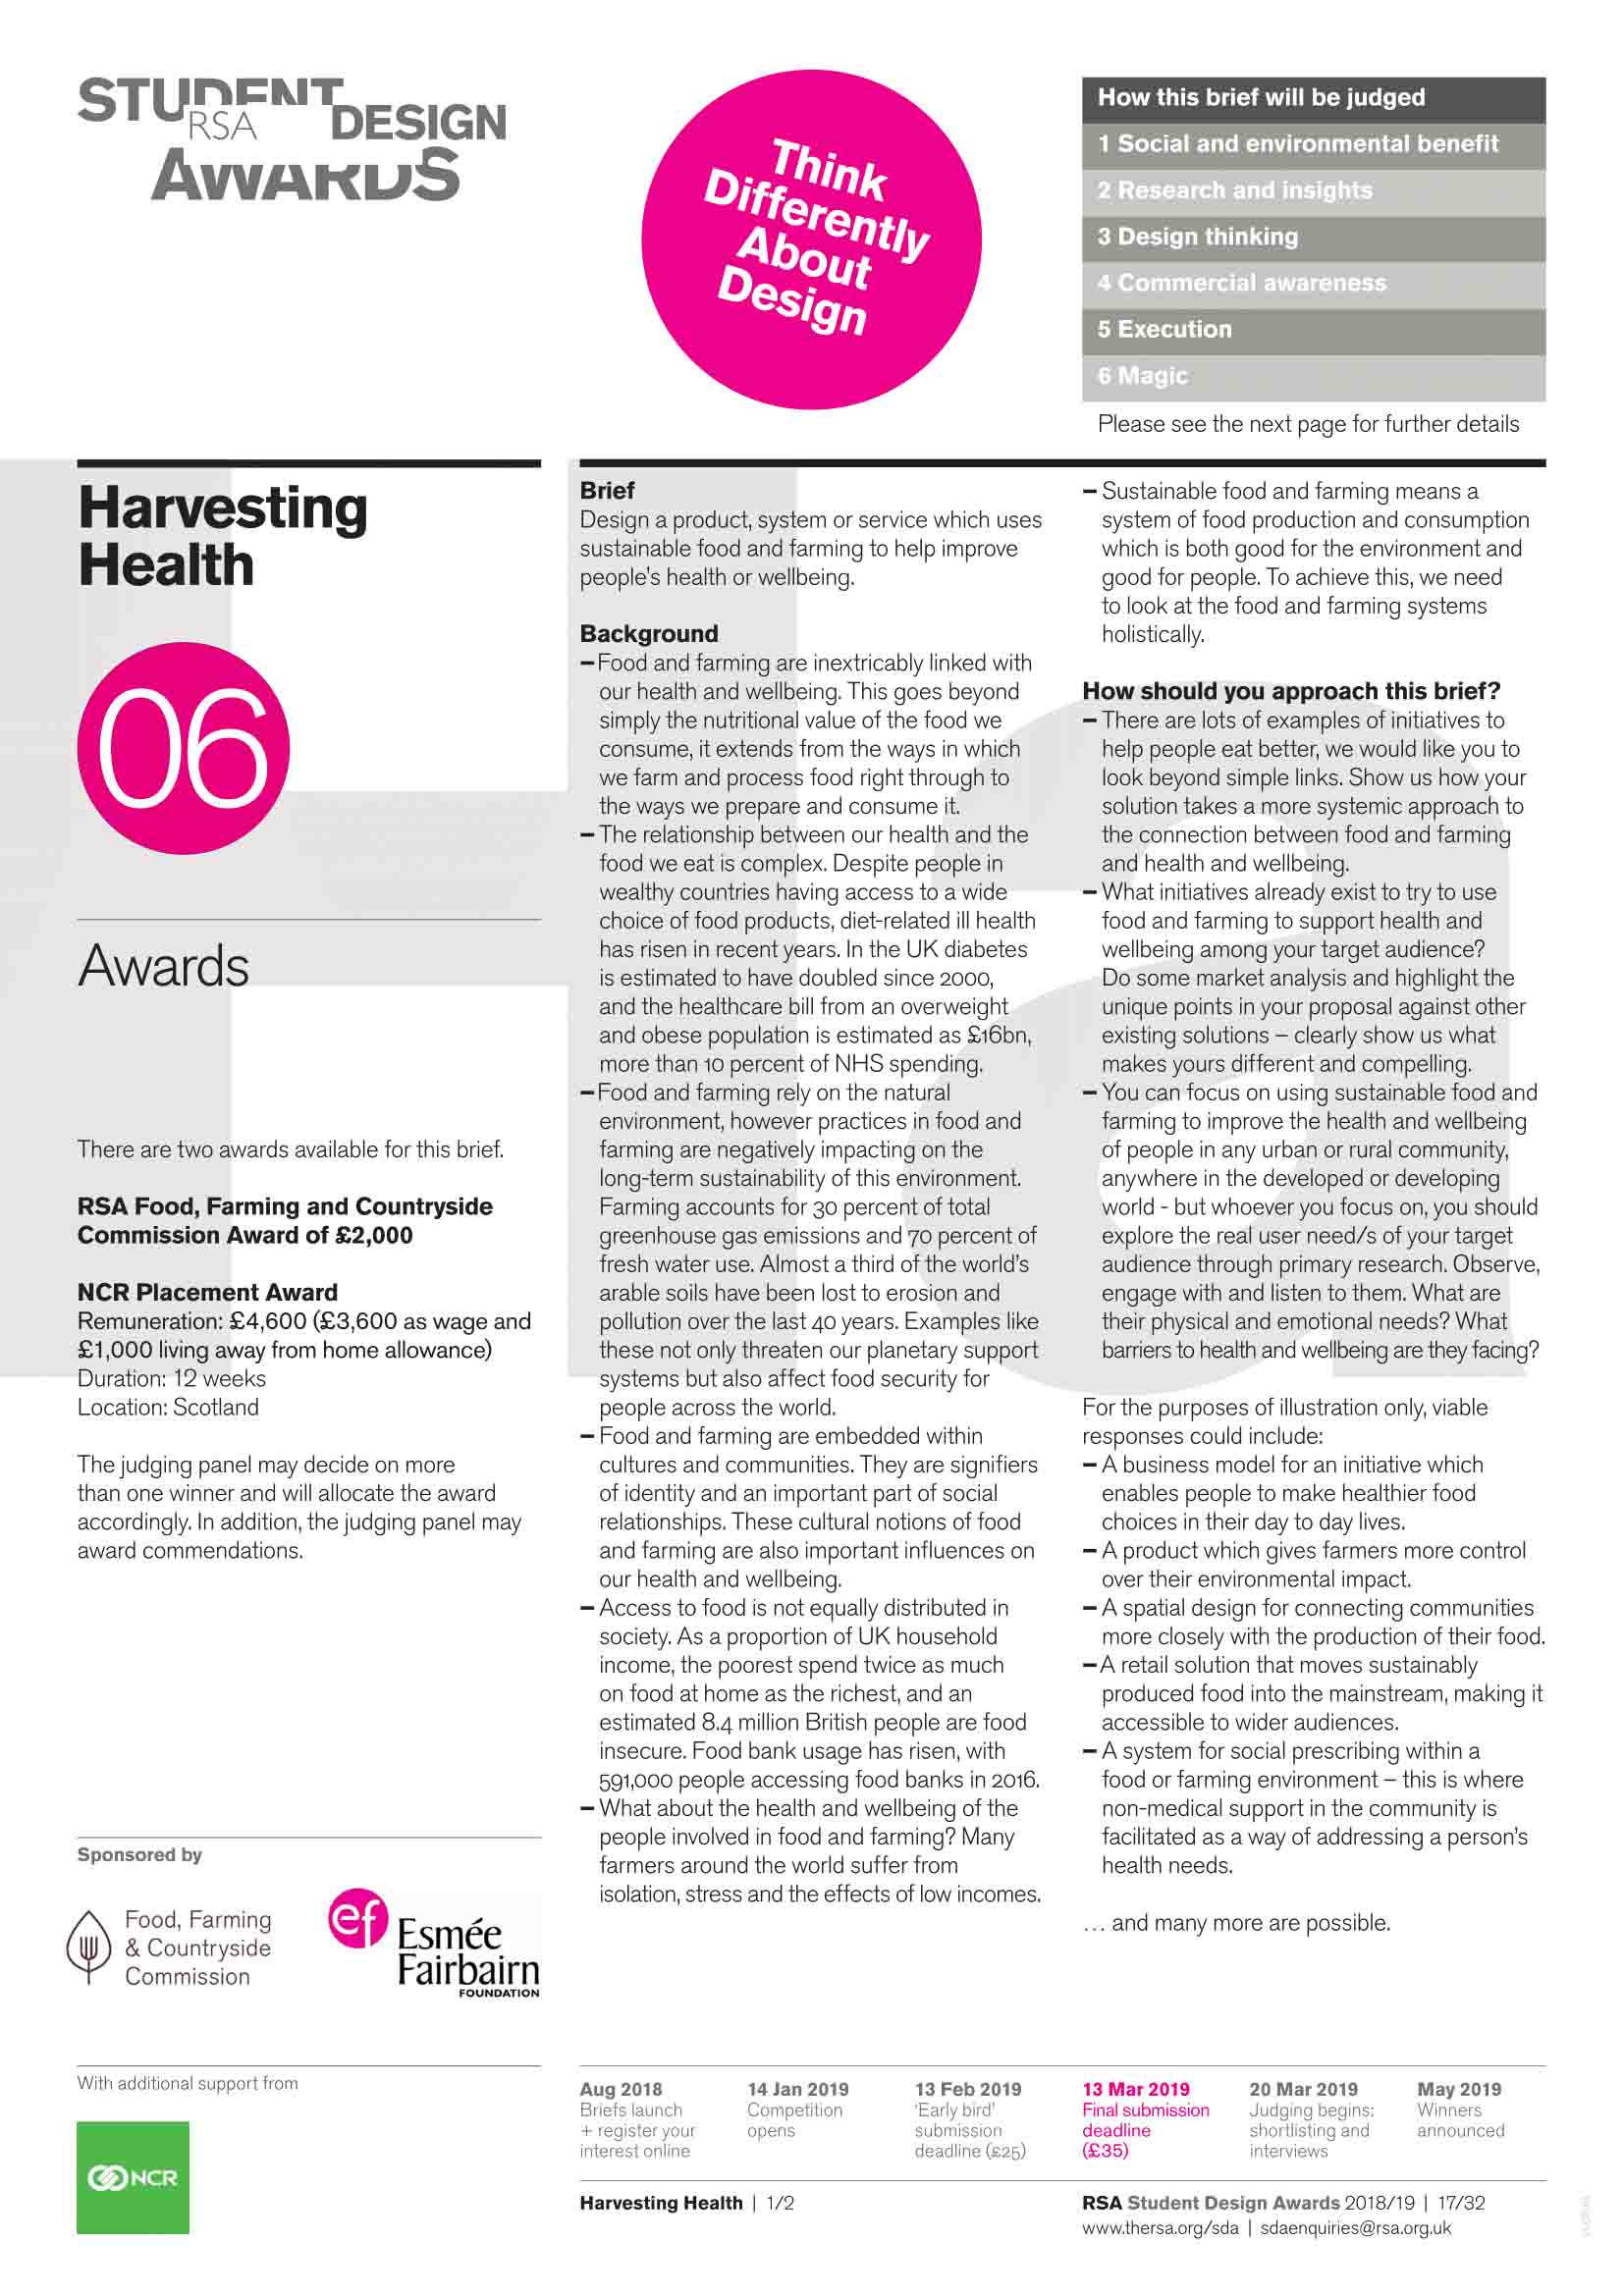 STUDENT
RSA
DESIGN
AWARDS
Think
Differently
About
Design
How this brief will be judged
1 Social and environmental benefit
2 Research and insights
3 Design thinking
4 Commercial awareness
5 Execution
6 Magic
Please see the next page for further details
Harvesting
Health
06
Awards
There are two awards available for this brief.
RSA Food, Farming and Countryside
Commission Award of £2,000
NCR Placement Award
Remuneration: £4,600 (£3,600 as wage and
£1,000 living away from home allowance)
Duration: 12 weeks
Location: Scotland
The judging panel may decide on more
than one winner and will allocate the award
accordingly. In addition, the judging panel may
award commendations.
Sponsored by
Food, Farming
& Countryside
Commission
ef
Esmée
Fairbairn
FOUNDATION
With additional support from
NCR
Brief
Design a product, system or service which uses
sustainable food and farming to help improve
people's health or wellbeing.
Background
– Food and farming are inextricably linked with
our health and wellbeing. This goes beyond
simply the nutritional value of the food we
consume, it extends from the ways in which
we farm and process food right through to
the ways we prepare and consume it.
– The relationship between our health and the
food we eat is complex. Despite people in
wealthy countries having access to a wide
choice of food products, diet-related ill health
has risen in recent years. In the UK diabetes
is estimated to have doubled since 2000,
and the healthcare bill from an overweight
and obese population is estimated as £16bn,
more than 10 percent of NHS spending.
– Food and farming rely on the natural
environment, however practices in food and
farming are negatively impacting on the
long-term sustainability of this environment.
Farming accounts for 30 percent of total
greenhouse gas emissions and 70 percent of
fresh water use. Almost a third of the world's
arable soils have been lost to erosion and
pollution over the last 40 years. Examples like
these not only threaten our planetary support
systems but also affect food security for
people across the world.
– Food and farming are embedded within
cultures and communities. They are signifiers
of identity and an important part of social
relationships. These cultural notions of food
and farming are also important influences on
our health and wellbeing.
– Access to food is not equally distributed in
society. As a proportion of UK household
income, the poorest spend twice as much
on food at home as the richest, and an
estimated 8.4 million British people are food
insecure. Food bank usage has risen, with
591,000 people accessing food banks in 2016.
– What about the health and wellbeing of the
people involved in food and farming? Many
farmers around the world suffer from
isolation, stress and the effects of low incomes.
– Sustainable food and farming means a
system of food production and consumption
which is both good for the environment and
good for people. To achieve this, we need
to look at the food and farming systems
holistically.
How should you approach this brief?
– There are lots of examples of initiatives to
help people eat better, we would like you to
look beyond simple links. Show us how your
solution takes a more systemic approach to
the connection between food and farming
and health and wellbeing.
– What initiatives already exist to try to use
food and farming to support health and
wellbeing among your target audience?
Do some market analysis and highlight the
unique points in your proposal against other
existing solutions – clearly show us what
makes yours different and compelling.
– You can focus on using sustainable food and
farming to improve the health and wellbeing
of people in any urban or rural community,
anywhere in the developed or developing
world - but whoever you focus on, you should
explore the real user need/s of your target
audience through primary research. Observe,
engage with and listen to them. What are
their physical and emotional needs? What
barriers to health and wellbeing are they facing?
For the purposes of illustration only, viable
responses could include:
– A business model for an initiative which
enables people to make healthier food
choices in their day to day lives.
– A product which gives farmers more control
over their environmental impact.
– A spatial design for connecting communities
more closely with the production of their food.
– A retail solution that moves sustainably
produced food into the mainstream, making it
accessible to wider audiences.
– A system for social prescribing within a
food or farming environment – this is where
non-medical support in the community is
facilitated as a way of addressing a person's
health needs.
... and many more are possible.
Aug 2018
Briefs launch
+ register your
interest online
14 Jan 2019
Competition
opens
13 Feb 2019
'Early bird'
submission
deadline (£25)
13 Mar 2019
Final submission
deadline
(£35)
20 Mar 2019
Judging begins:
shortlisting and
interviews
May 2019
Winners
announced
Harvesting Health | 1/2
RSA Student Design Awards 2018/19 | 17/32
www.thersa.org/sda | sdaenquiries@rsa.org.uk